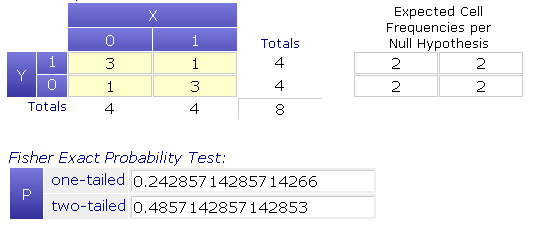 X
Expected Cell
Frequencies per
Null Hypothesis
0 1 Totals
Y 1 3 1 4 2 2
0 1 3 4 2 2
Totals 4 4 8
Fisher Exact Probability Test:
P one-tailed 0.24285714285714266
two-tailed 0.4857142857142853